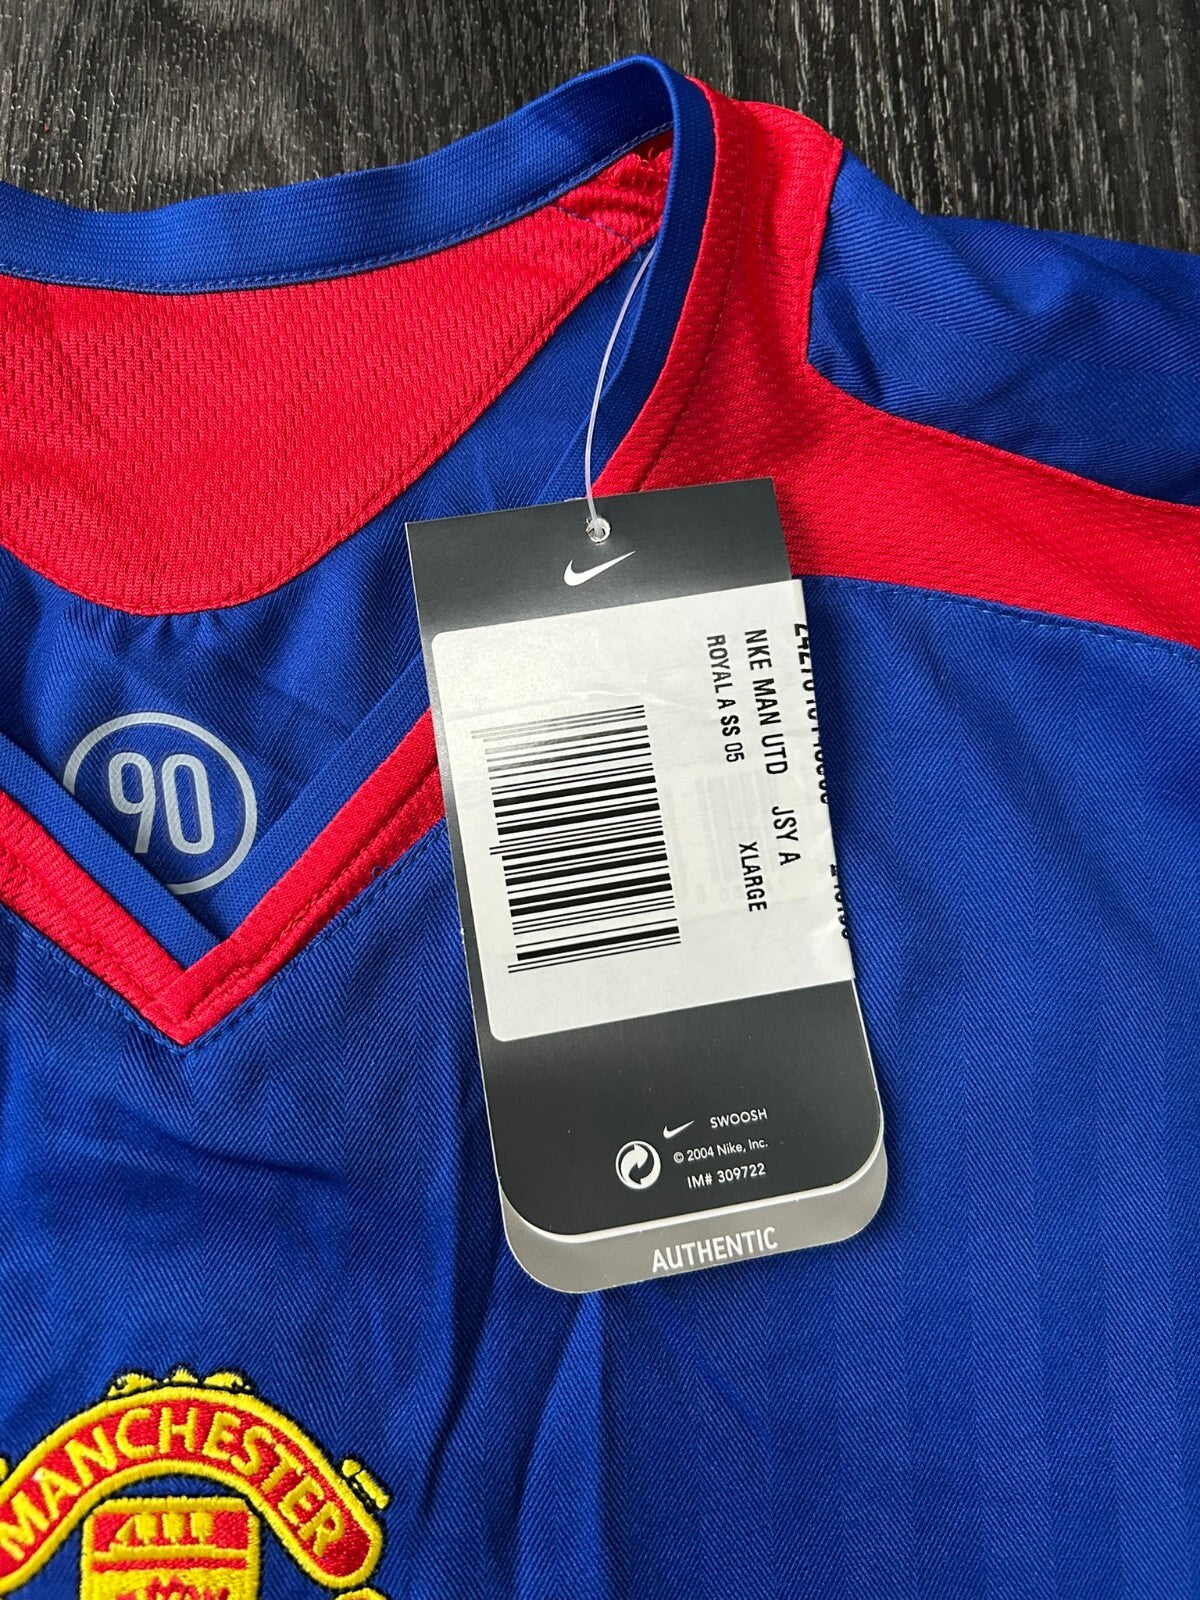 90
NKE MAN UTD JSY A
ROYAL A SS 05 XLARGE
SWOOSH
© 2004 Nike, Inc.
IM# 309722
AUTHENTIC
MANCHESTER